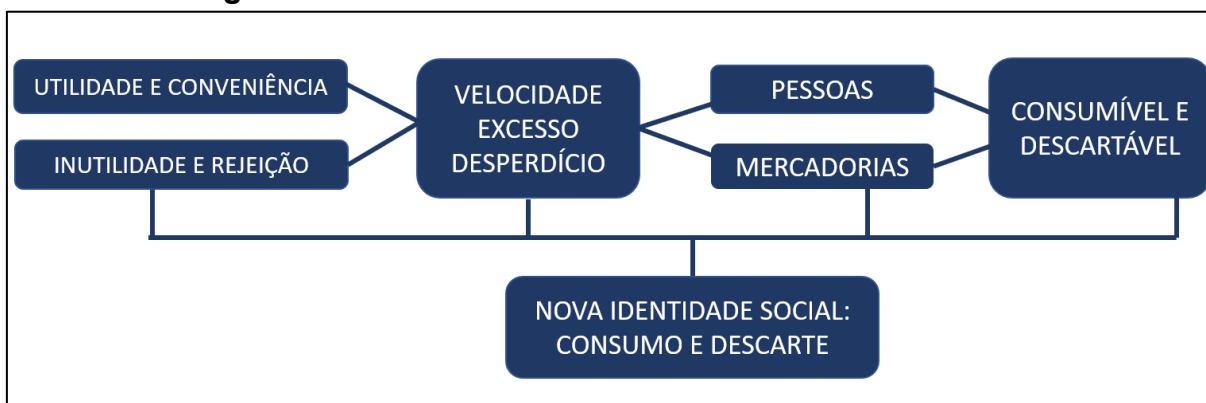 UTILIDADE E CONVENIÊNCIA
INUTILIDADE E REJEIÇÃO
VELOCIDADE
EXCESSO
DESPERDÍCIO
PESSOAS
MERCADORIAS
CONSUMÍVEL E
DESCARTÁVEL
NOVA IDENTIDADE SOCIAL:
CONSUMO E DESCARTE